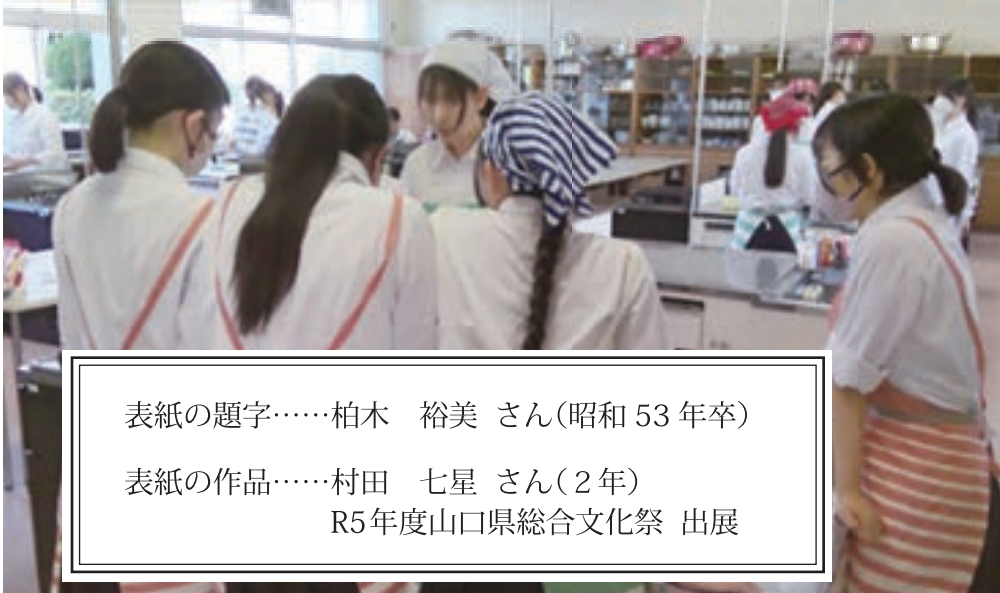 表紙の題字……柏木　裕美 さん(昭和 53 年卒)
表紙の作品……村田　七星 さん(２年)
R5年度山口県総合文化祭 出展